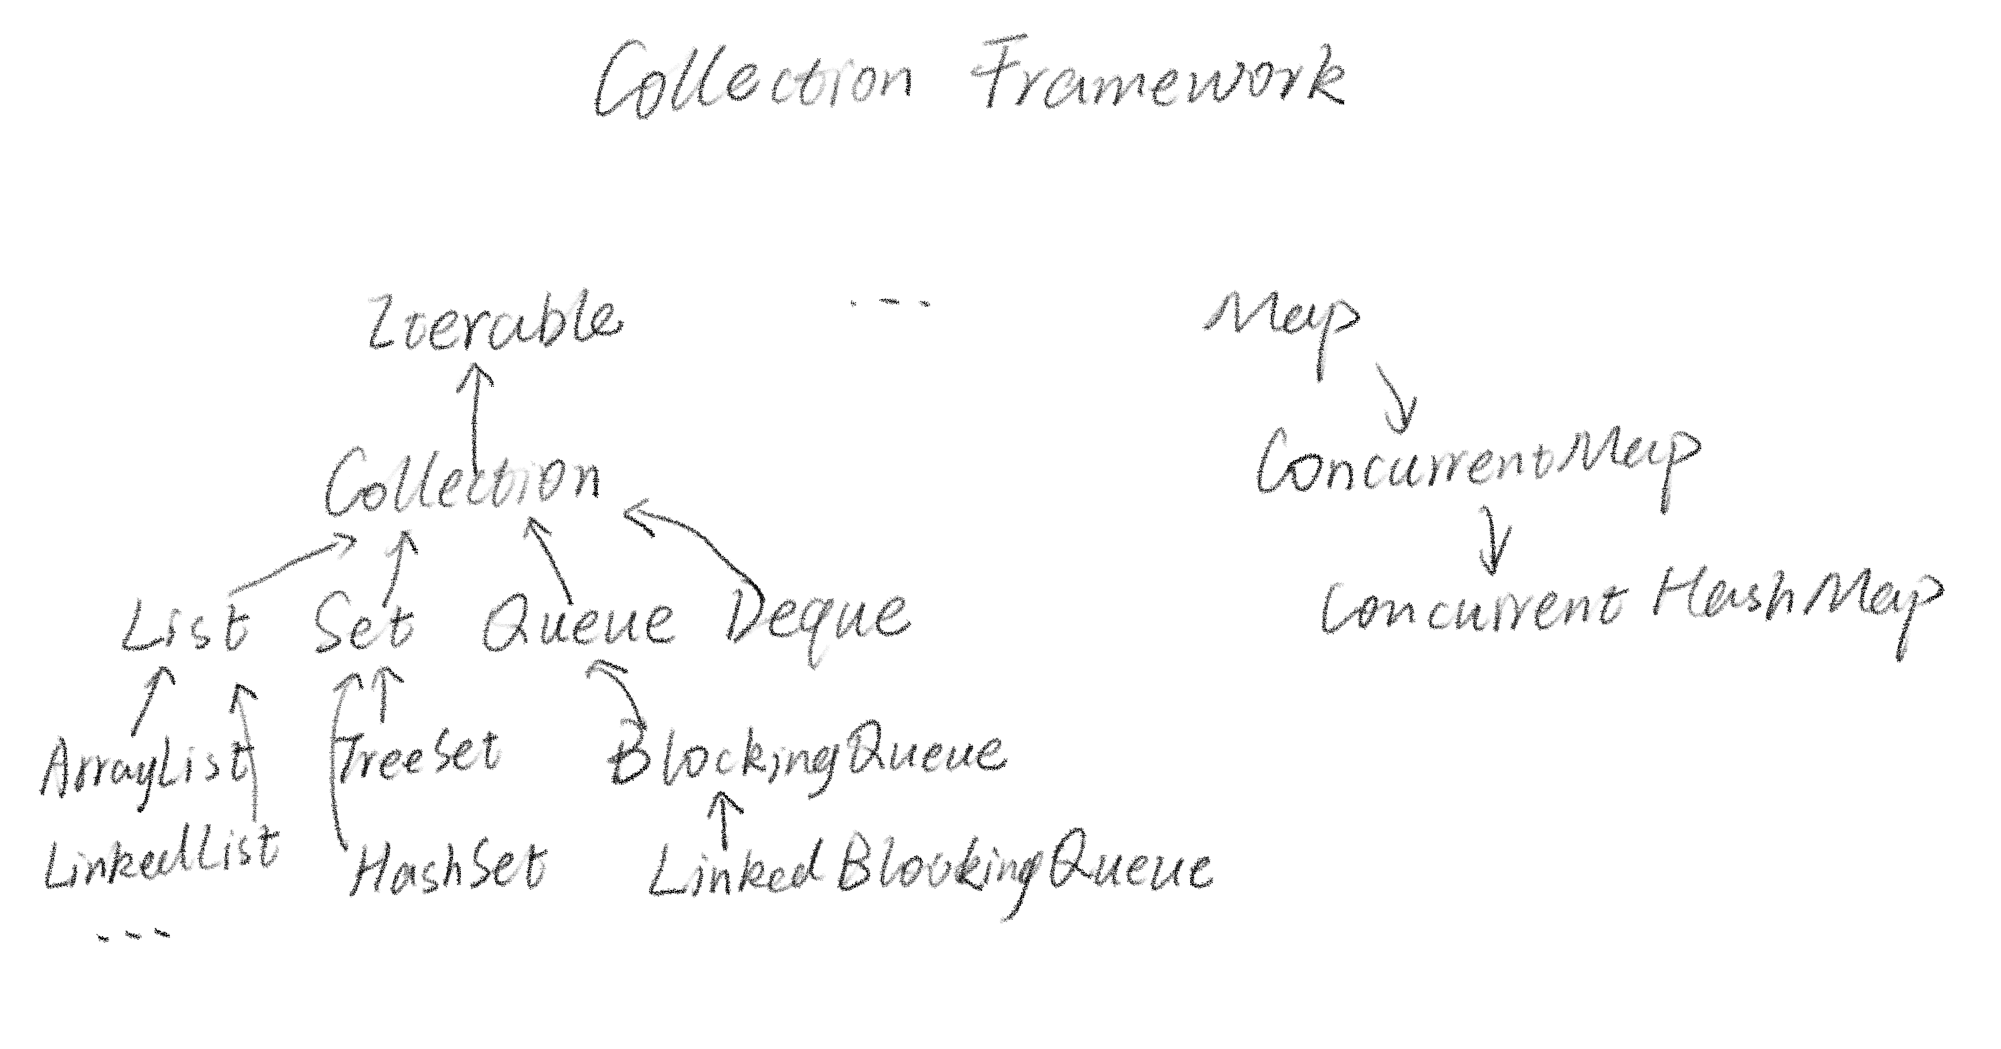 Collection Framework
Iterable --- Map
Collection ConcurrentMap
List Set Queue Deque ConcurrentHashMap
ArrayList TreeSet BlockingQueue
LinkedList HashSet LinkedBlockingQueue
---